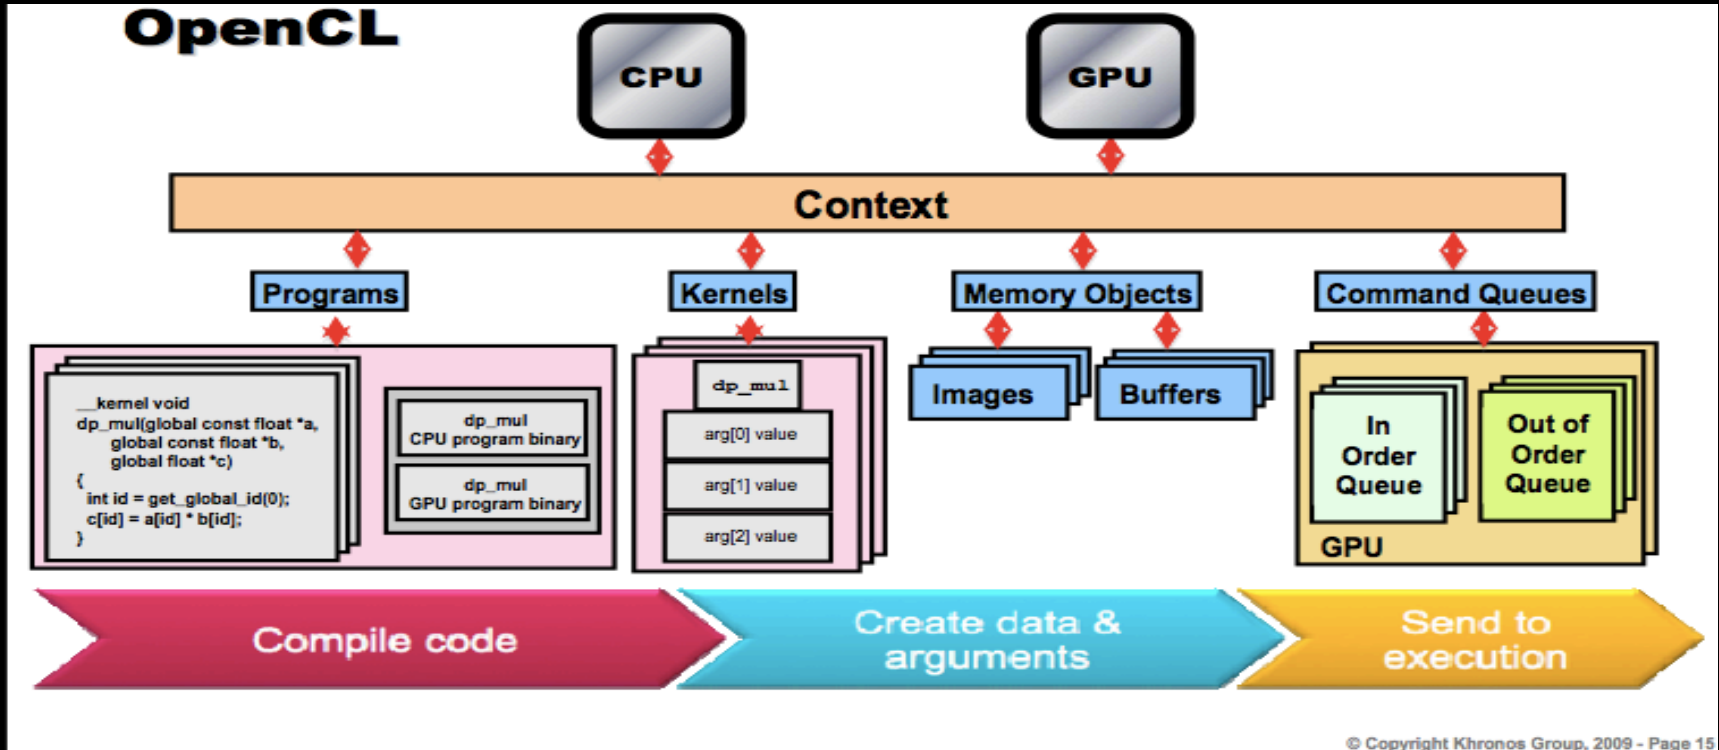 OpenCL
CPU
GPU
Context
Programs
Kernels
Memory Objects
Command Queues
__kernel void
dp_mul(global const float *a,
global const float *b,
global float *c)
{
int id = get_global_id(0);
c[id] = a[id] * b[id];
}
dp_mul
CPU program binary
dp_mul
GPU program binary
dp_mul
arg[0] value
arg[1] value
arg[2] value
Images
Buffers
In
Order
Queue
Out of
Order
Queue
GPU
Compile code
Create data &
arguments
Send to
execution
© Copyright Khronos Group, 2009 - Page 15